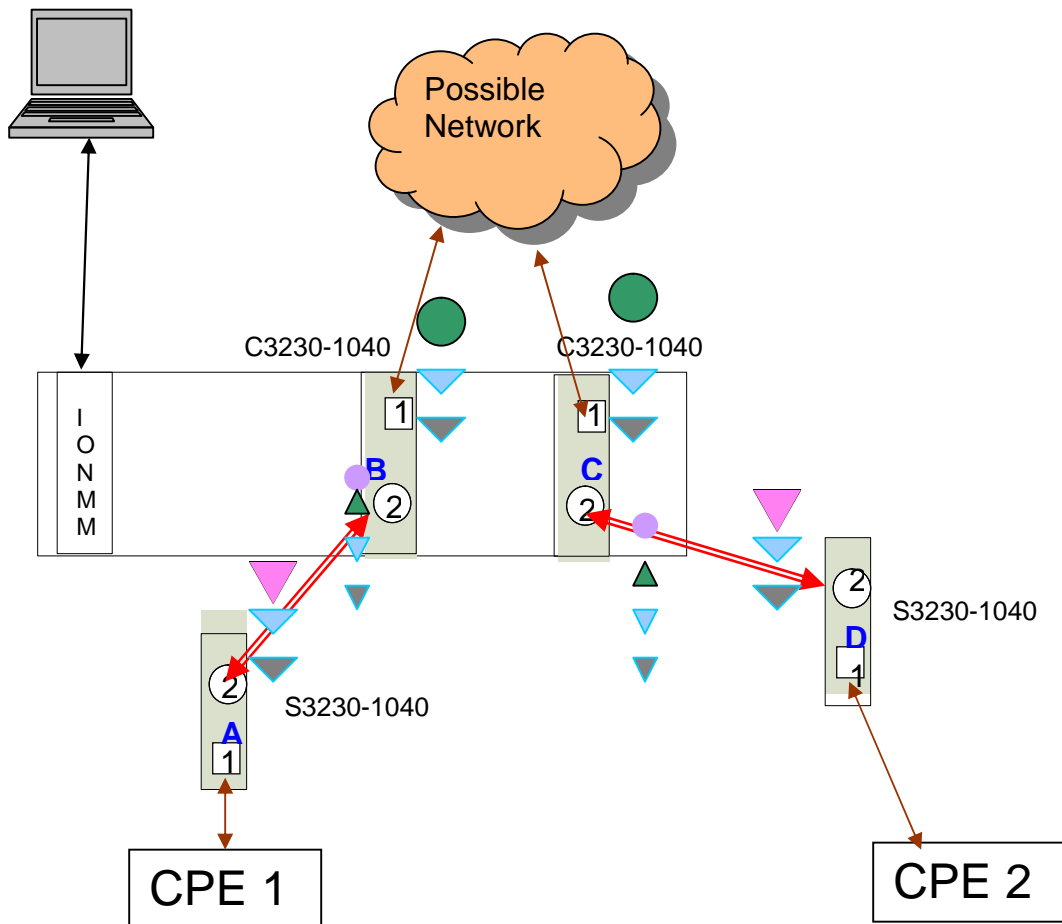 Possible
Network
C3230-1040
C3230-1040
I
O
N
M
M
1
1
B
C
2
2
2
S3230-1040
D
1
2
S3230-1040
A
1
CPE 1
CPE 2